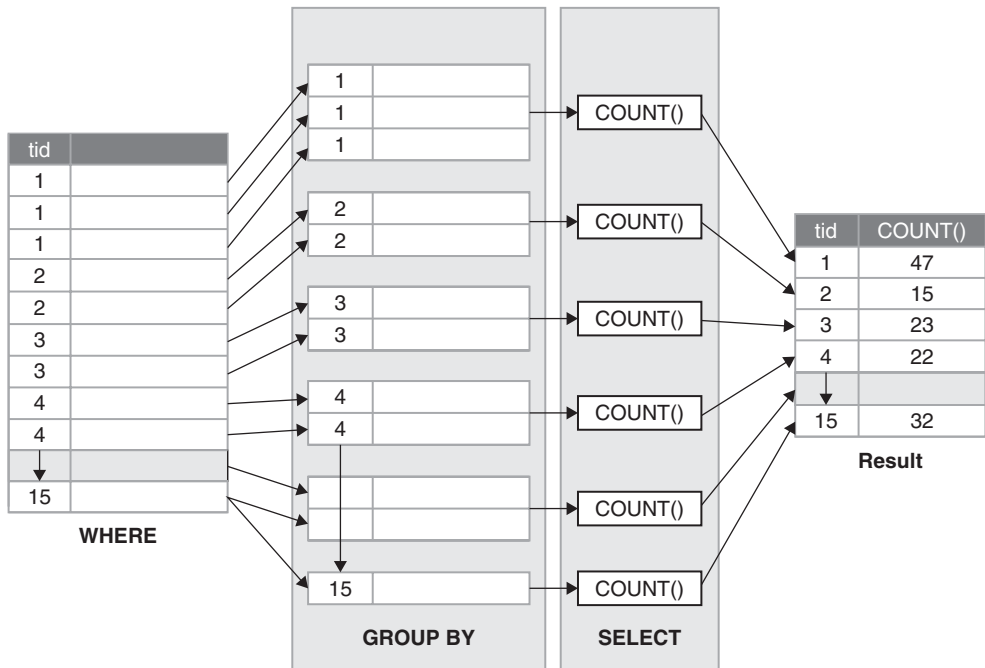 tid
1
1
1
2
2
3
3
4
4
15
WHERE
1
1
1
2
2
3
3
4
4
15
GROUP BY
COUNT()
COUNT()
COUNT()
COUNT()
COUNT()
COUNT()
SELECT
tid COUNT()
1 47
2 15
3 23
4 22
15 32
Result